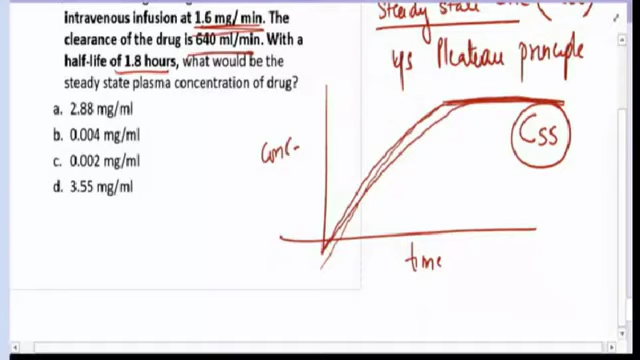 intravenous infusion at 1.6 mg/ min. The
clearance of the drug is 640 ml/min. With a
half-life of 1.8 hours, what would be the
steady state plasma concentration of drug?
a. 2.88 mg/ml
b. 0.004 mg/ml
c. 0.002 mg/ml
d. 3.55 mg/ml
Steady State
Plateau principle
conc.
Css
time